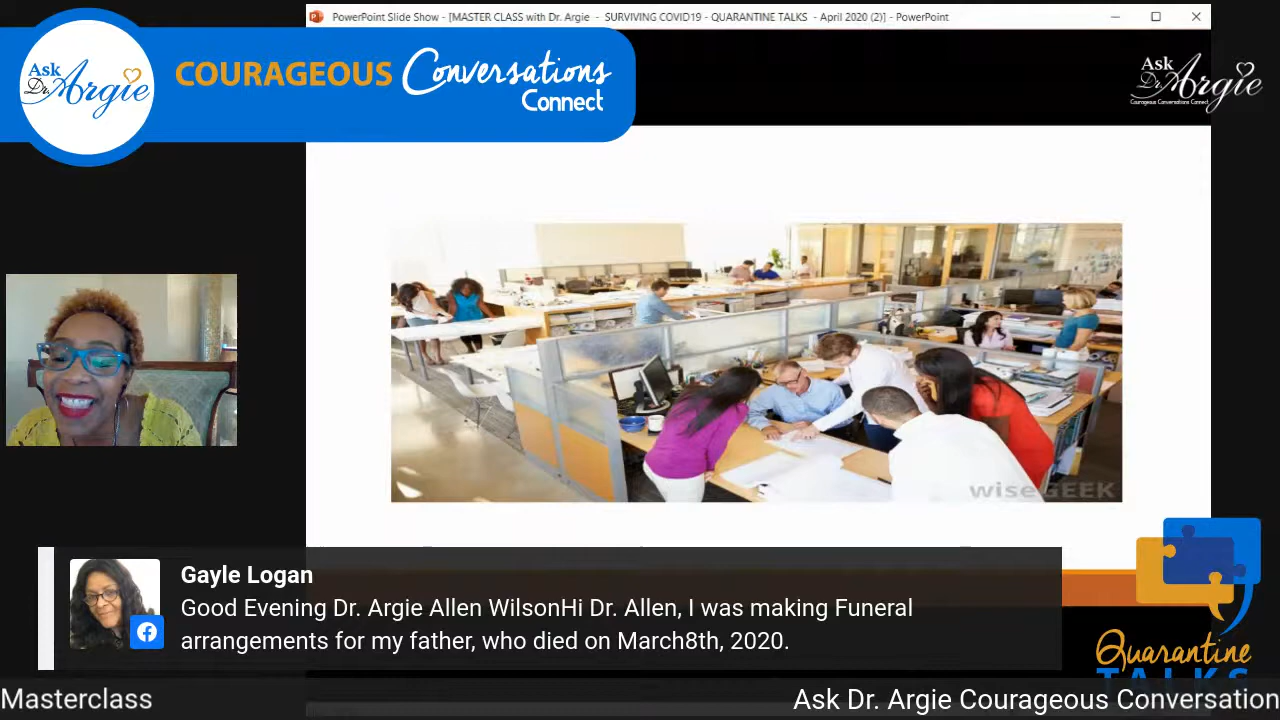 PowerPoint Slide Show - [MASTER CLASS with Dr. Argie - SURVIVING COVID19 - QUARANTINE TALKS - April 2020 (2)] - PowerPoint
Ask
Dr. Argie
COURAGEOUS Conversations
Connect
Ask
Dr. Argie
Courageous Conversations Connect
wiseGEEK
Gayle Logan
Good Evening Dr. Argie Allen WilsonHi Dr. Allen, I was making Funeral
arrangements for my father, who died on March8th, 2020.
Quarantine
TALKS
Masterclass
Ask Dr. Argie Courageous Conversation